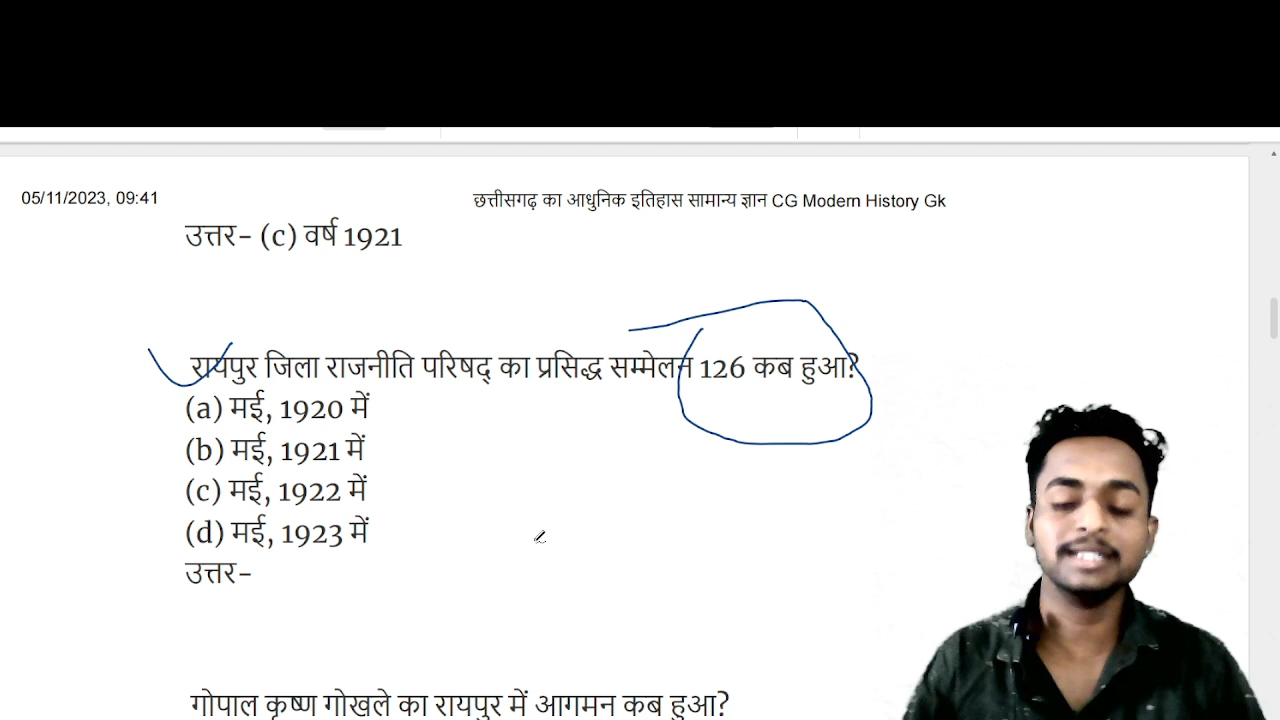 05/11/2023, 09:41 छत्तीसगढ़ का आधुनिक इतिहास सामान्य ज्ञान CG Modern History Gk
उत्तर- (c) वर्ष 1921
रायपुर जिला राजनीति परिषद् का प्रसिद्ध सम्मेलन 126 कब हुआ?
(a) मई, 1920 में
(b) मई, 1921 में
(c) मई, 1922 में
(d) मई, 1923 में
उत्तर-
गोपाल कृष्ण गोखले का रायपुर में आगमन कब हुआ?